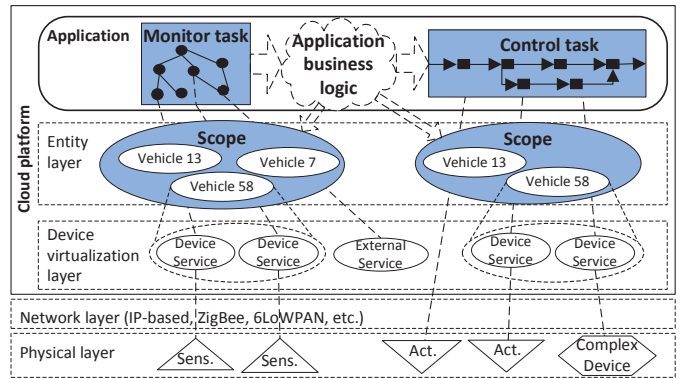 Application
Monitor task
Application
business
logic
Control task
Cloud platform
Entity
layer
Scope
Vehicle 13
Vehicle 7
Vehicle 58
Scope
Vehicle 13
Vehicle 58
Device
virtualization
layer
Device
Service
Device
Service
External
Service
Device
Service
Device
Service
Network layer (IP-based, ZigBee, 6LoWPAN, etc.)
Physical layer
Sens.
Sens.
Act.
Act.
Complex
Device